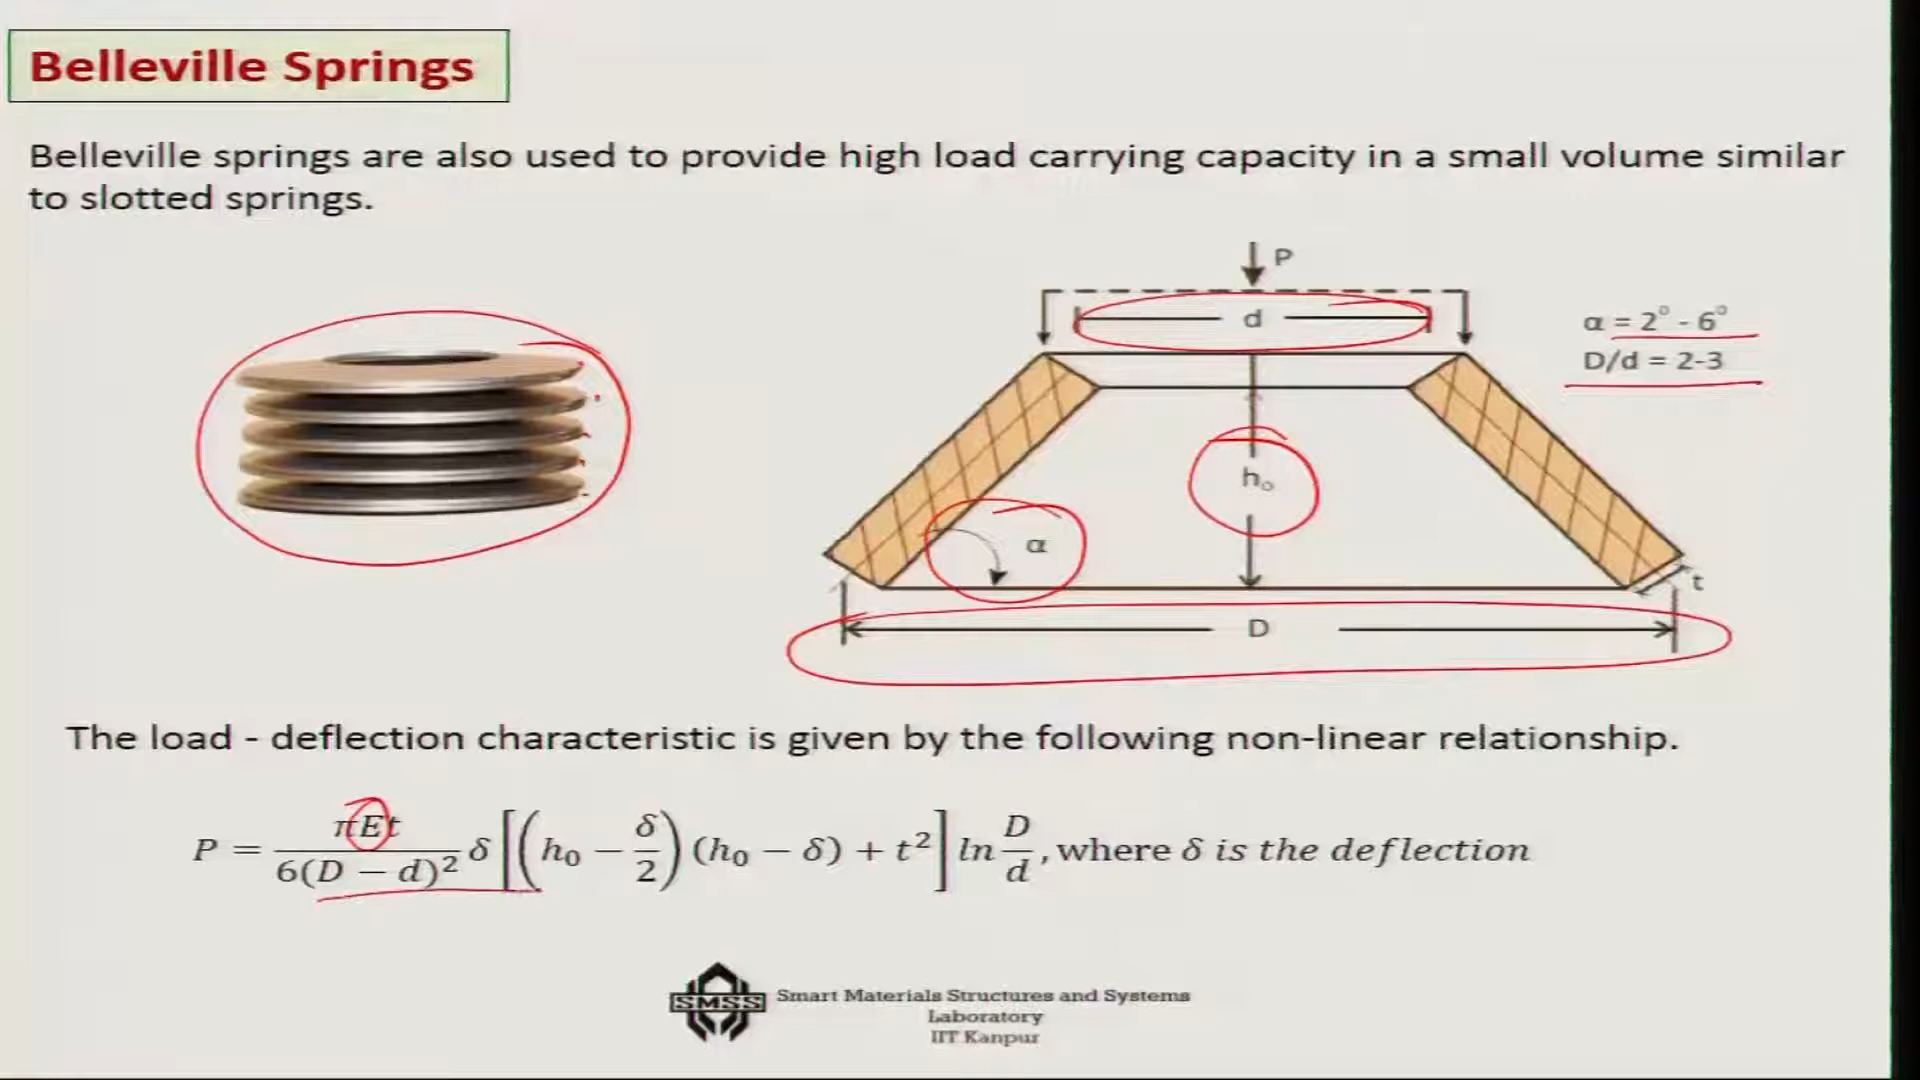 Belleville Springs
Belleville springs are also used to provide high load carrying capacity in a small volume similar
to slotted springs.
P
d
α = 2° - 6°
D/d = 2-3
h₀
α
t
D
The load - deflection characteristic is given by the following non-linear relationship.
P = πEt / 6(D − d)² δ [(h₀ − δ/2) (h₀ − δ) + t²] ln D/d, where δ is the deflection
SMSS
Smart Materials Structures and Systems
Laboratory
IIT Kanpur